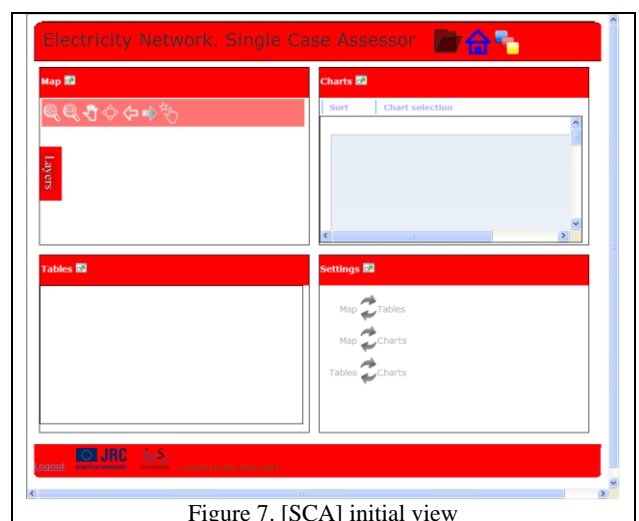 Electricity Network. Single Case Assessor
Map
Layers
Charts
Sort Chart selection
Tables
Settings
Map Tables
Map Charts
Tables Charts
Logout
JRC
EUROPEAN COMMISSION
Figure 7. [SCA] initial view